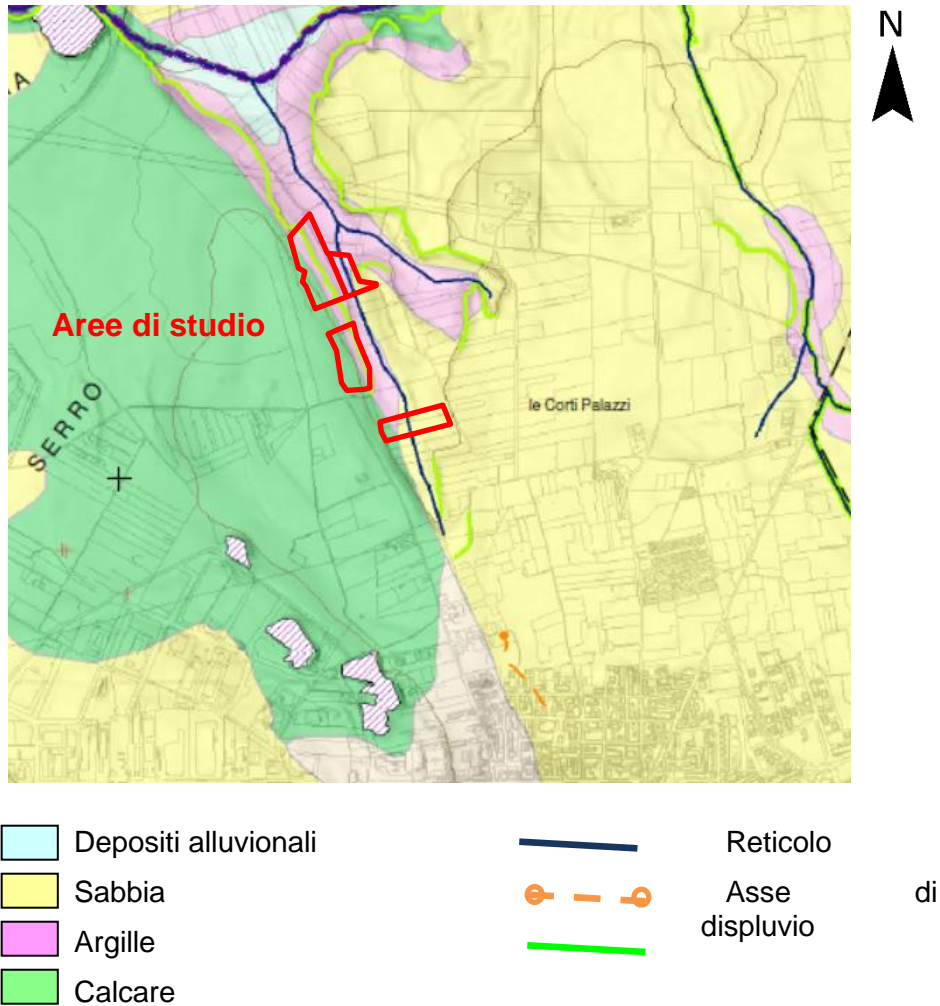 N
Aree di studio
SERRO
le Corti Palazzi
Depositi alluvionali
Sabbia
Argille
Calcare
Reticolo
Asse di
displuvio